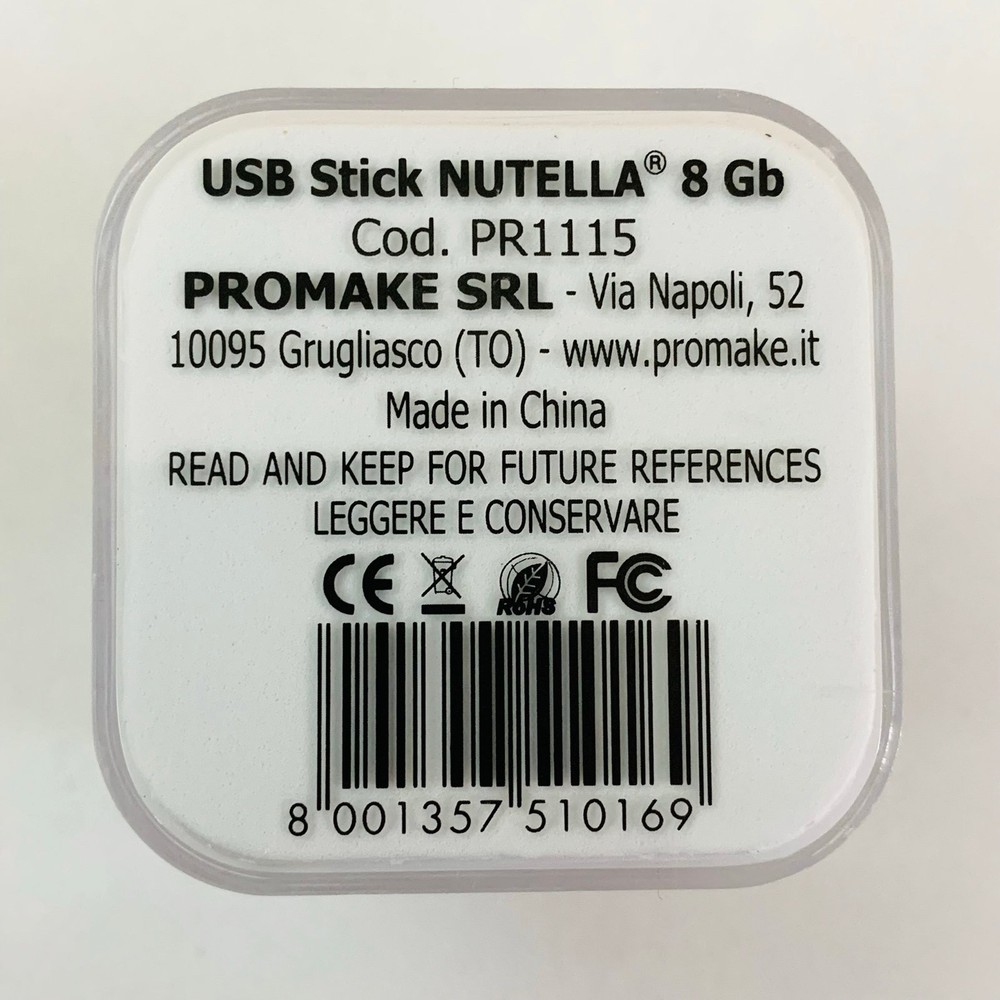 USB Stick NUTELLA® 8 Gb
Cod. PR1115
PROMAKE SRL - Via Napoli, 52
10095 Grugliasco (TO) - www.promake.it
Made in China
READ AND KEEP FOR FUTURE REFERENCES
LEGGERE E CONSERVARE
CE RoHS FC
8 001357 510169